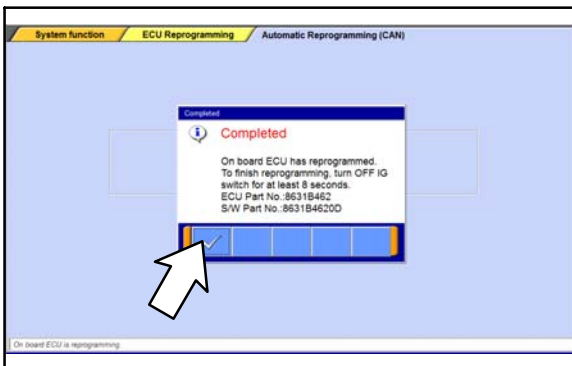 System function
ECU Reprogramming
Automatic Reprogramming (CAN)
Completed
Completed
On board ECU has reprogrammed.
To finish reprogramming, turn OFF IG
switch for at least 8 seconds.
ECU Part No.:8631B462
S/W Part No.:8631B4620D
On board ECU is reprogramming.